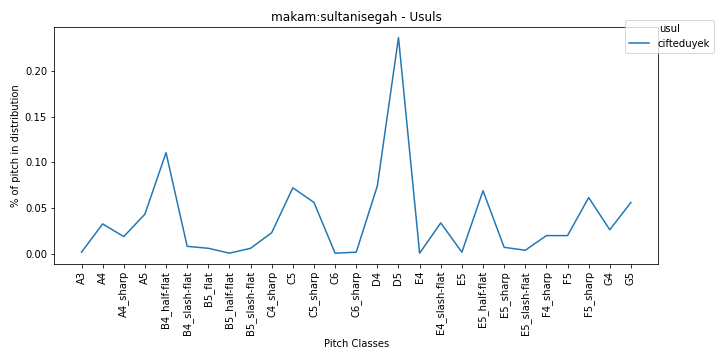 makam:sultanisegah - Usuls
usul
cifteduyek
% of pitch in distribution
0.20
0.15
0.10
0.05
0.00
A3
A4
A4_sharp
A5
B4_half-flat
B4_slash-flat
B5_flat
B5_half-flat
B5_slash-flat
C4_sharp
C5
C5_sharp
C6
C6_sharp
D4
D5
E4
E4_slash-flat
E5
E5_half-flat
E5_sharp
E5_slash-flat
F4_sharp
F5
F5_sharp
G4
G5
Pitch Classes